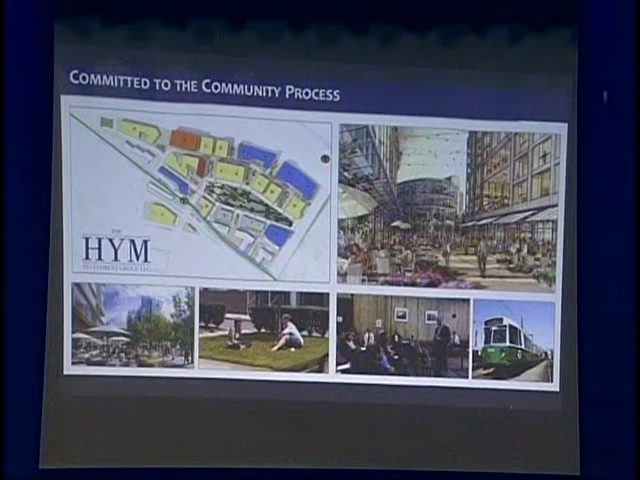 COMMITTED TO THE COMMUNITY PROCESS
THE
HYM
INVESTMENT GROUP, LLC